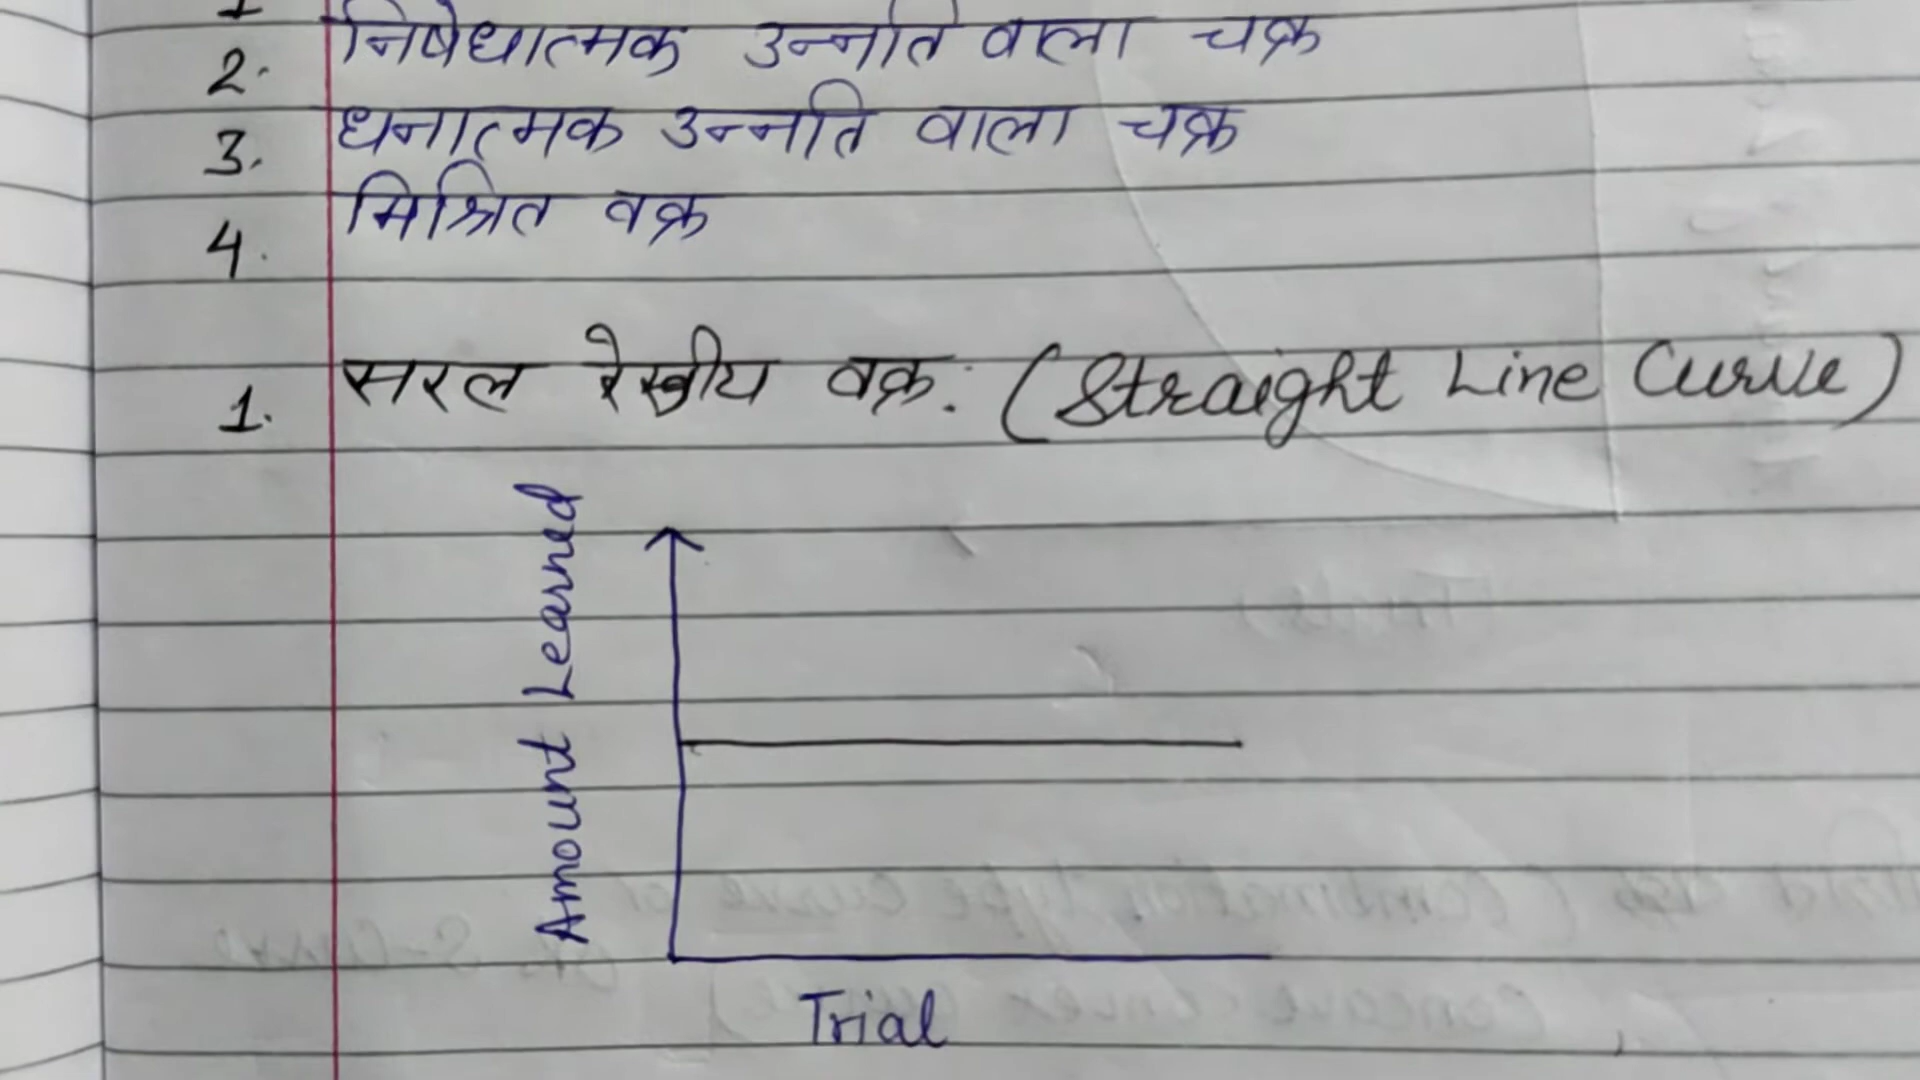 2. निषेधात्मक उन्नति वाला चक्र
3. धनात्मक उन्नति वाला चक्र
4. मिश्रित वक्र
1. सरल रेखीय वक्र: (Straight Line Curve)
Amount Learned
Trial